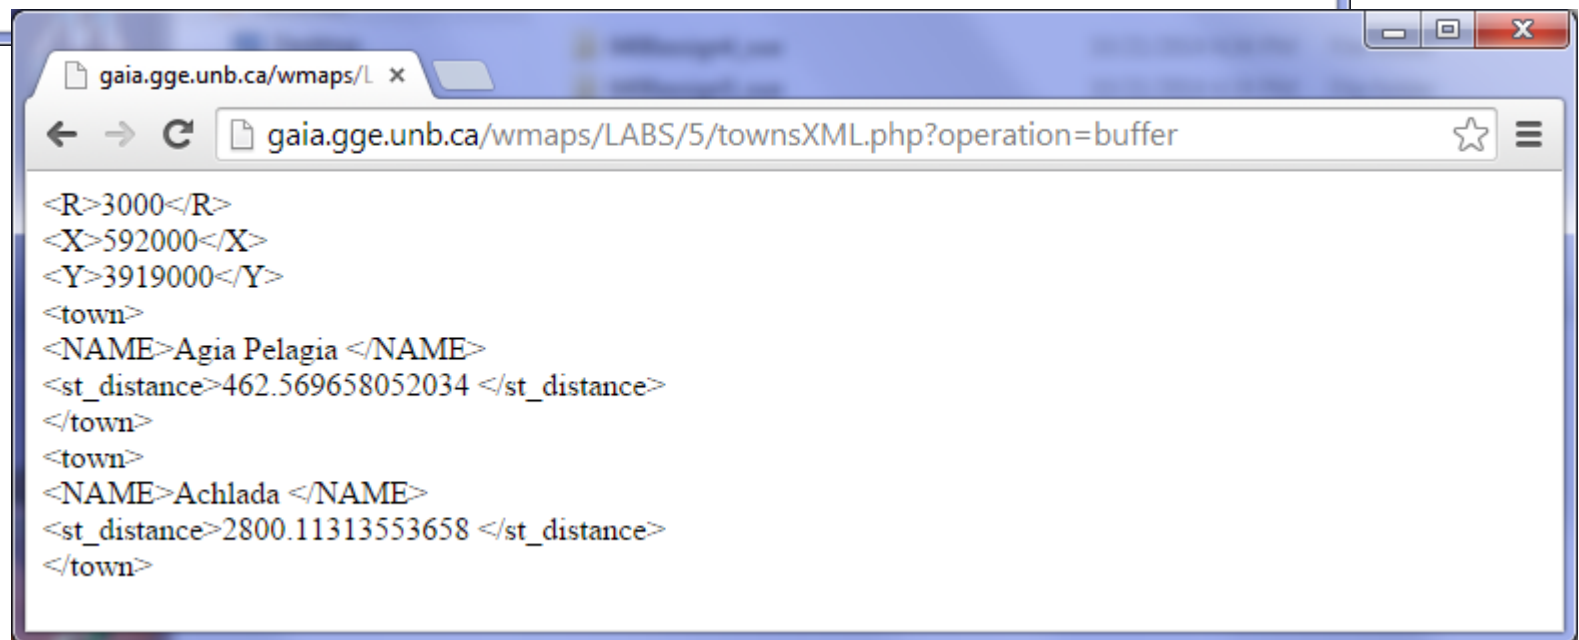 gaia.gge.unb.ca/wmaps/L
gaia.gge.unb.ca/wmaps/LABS/5/townsXML.php?operation=buffer
<R>3000</R>
<X>592000</X>
<Y>3919000</Y>
<town>
<NAME>Agia Pelagia </NAME>
<st_distance>462.569658052034 </st_distance>
</town>
<town>
<NAME>Achlada </NAME>
<st_distance>2800.11313553658 </st_distance>
</town>